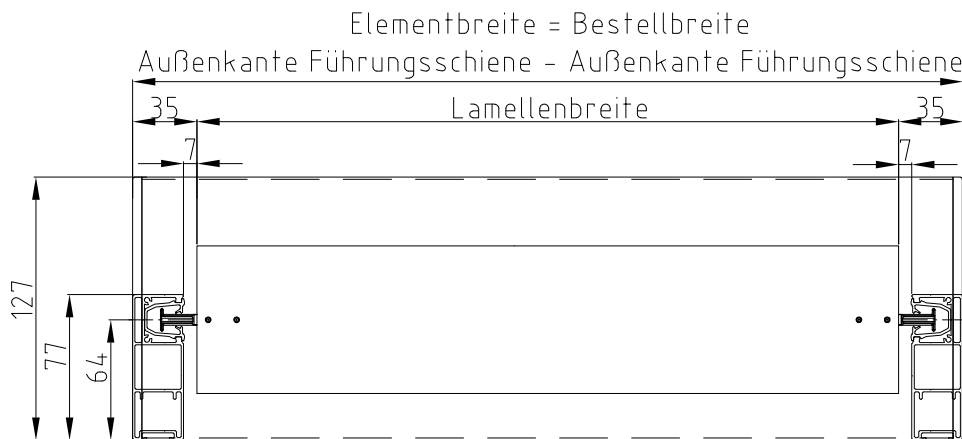 Elementbreite = Bestellbreite
Außenkante Führungsschiene - Außenkante Führungsschiene
35
Lamellenbreite
35
7
7
127
77
64